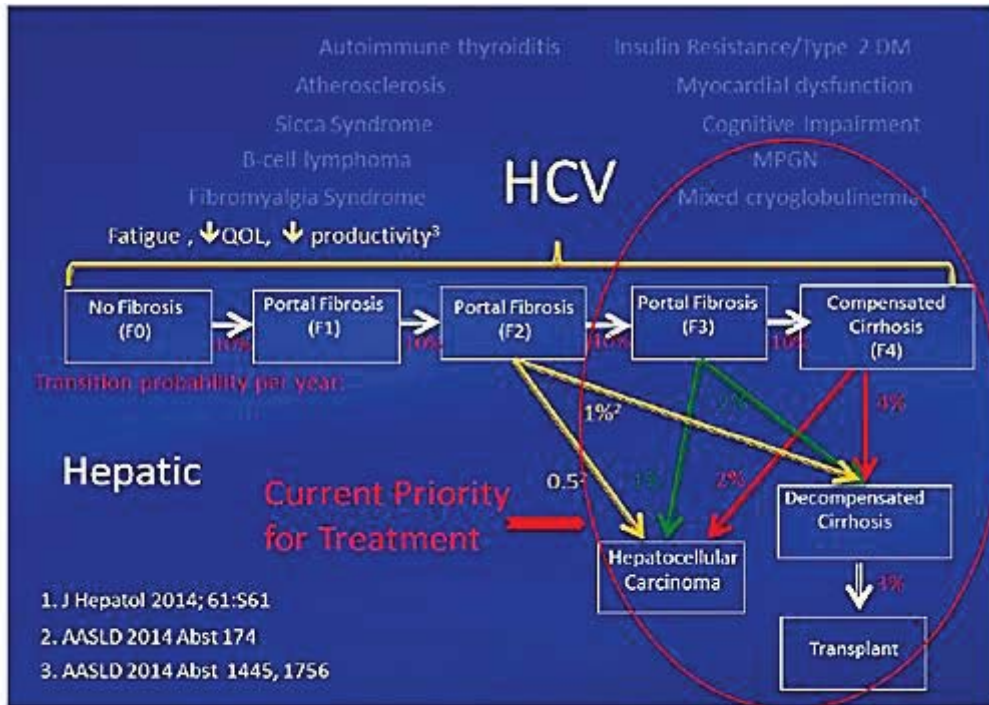 Autoimmune thyroiditis
Insulin Resistance/Type 2 DM
Atherosclerosis
Myocardial dysfunction
Sicca Syndrome
Cognitive Impairment
B-cell lymphoma
MPGN
Fibromyalgia Syndrome
Mixed cryoglobulinemia¹
HCV
Fatigue , ↓QOL, ↓ productivity³
No Fibrosis
(F0)
Portal Fibrosis
(F1)
Portal Fibrosis
(F2)
Portal Fibrosis
(F3)
Compensated
Cirrhosis
(F4)
10%
10%
10%
10%
Transition probability per year:
1%²
2%
4%
Hepatic
0.5²
1%
2%
Current Priority
for Treatment
Decompensated
Cirrhosis
Hepatocellular
Carcinoma
3%
Transplant
1. J Hepatol 2014; 61:S61
2. AASLD 2014 Abst 174
3. AASLD 2014 Abst 1445, 1756